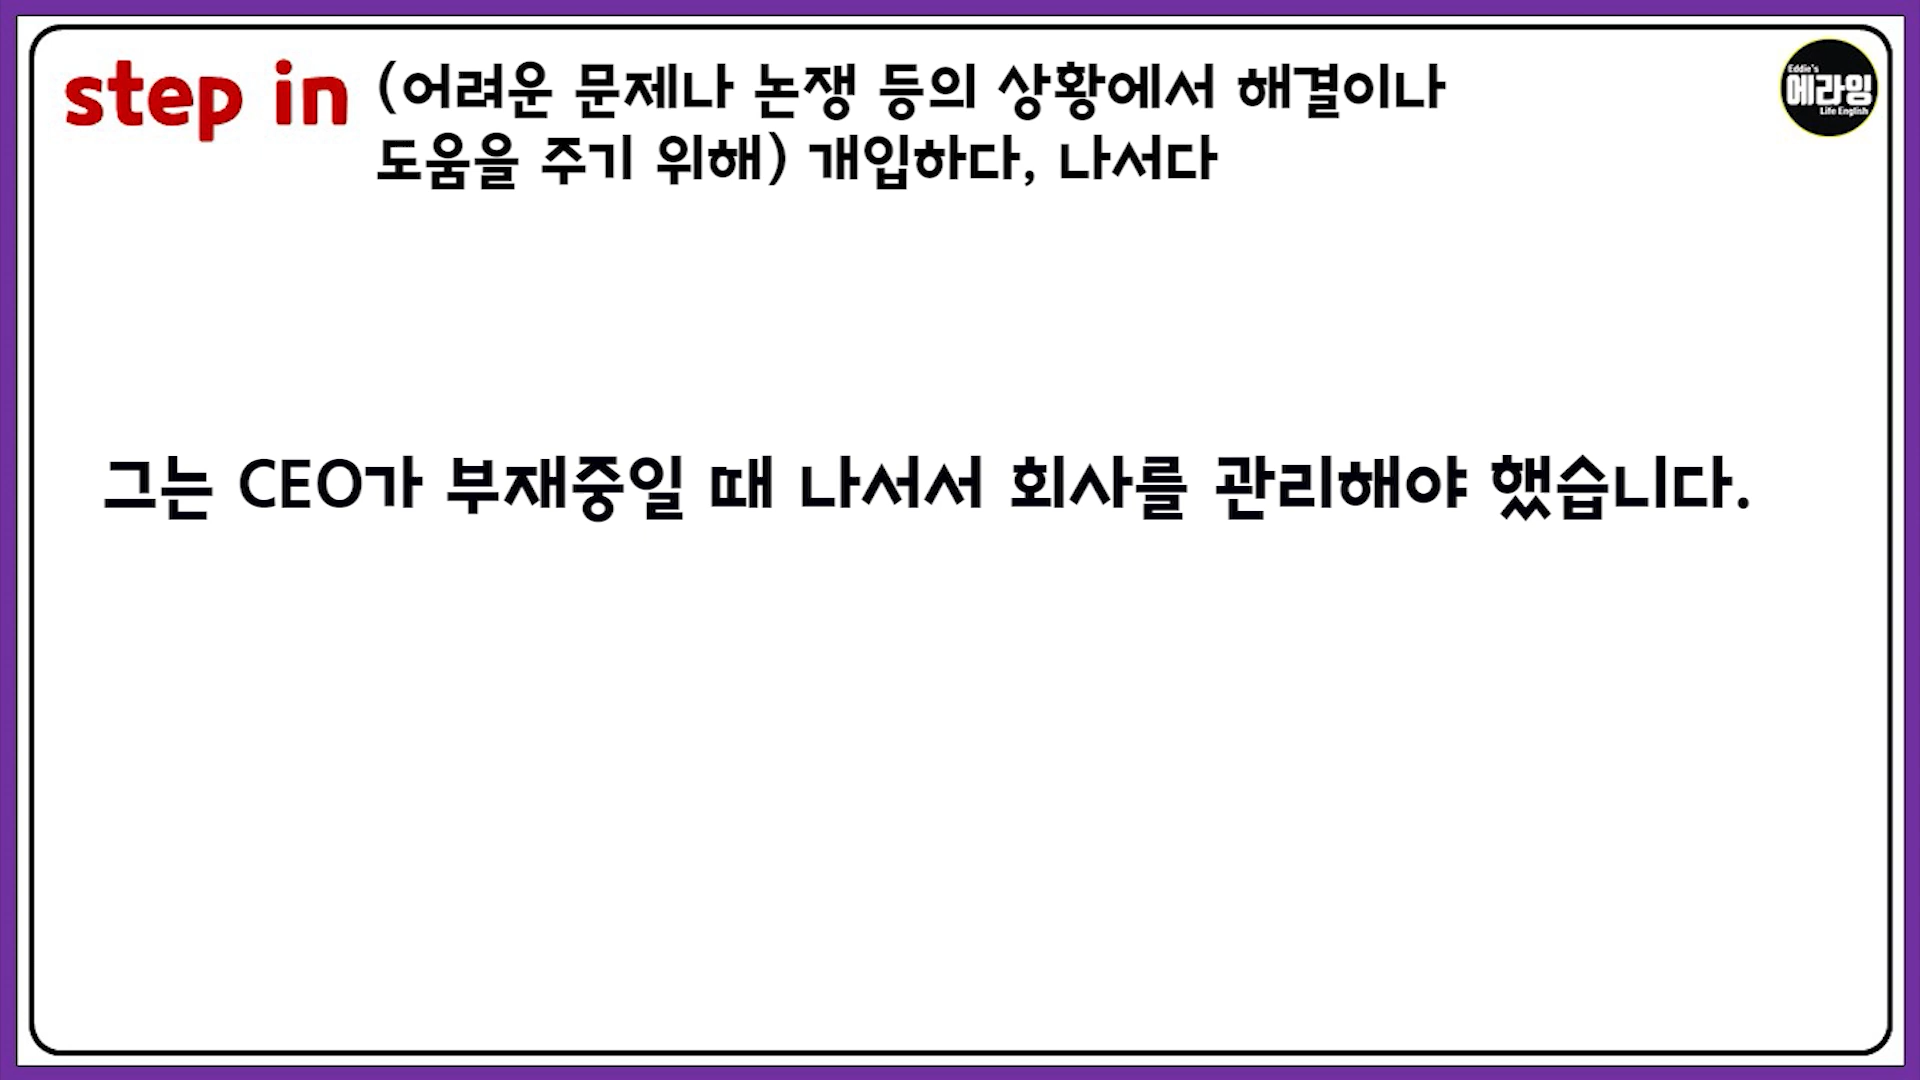 step in (어려운 문제나 논쟁 등의 상황에서 해결이나
도움을 주기 위해) 개입하다, 나서다
Eddie's
에라잉
Life English
그는 CEO가 부재중일 때 나서서 회사를 관리해야 했습니다.